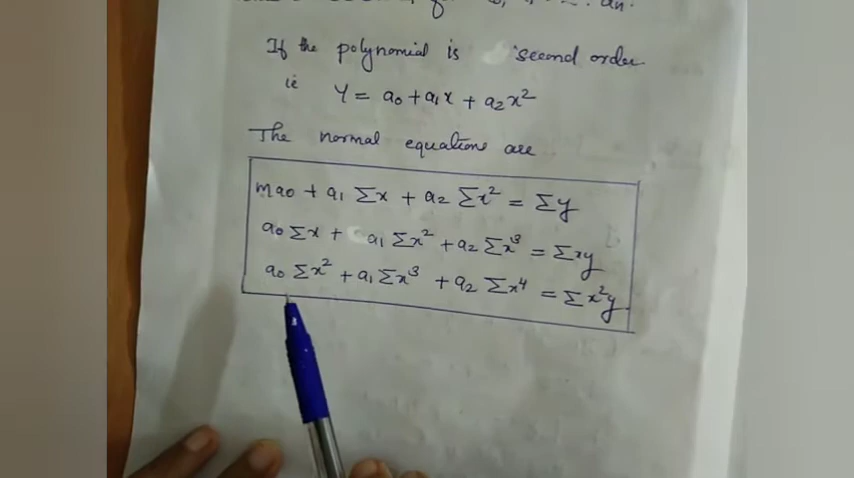 If the polynomial is second order
ie Y = a₀ + a₁x + a₂x²
The normal equations are
ma₀ + a₁ Σx + a₂ Σx² = Σy
a₀ Σx + a₁ Σx² + a₂ Σx³ = Σxy
a₀ Σx² + a₁ Σx³ + a₂ Σx⁴ = Σx²y